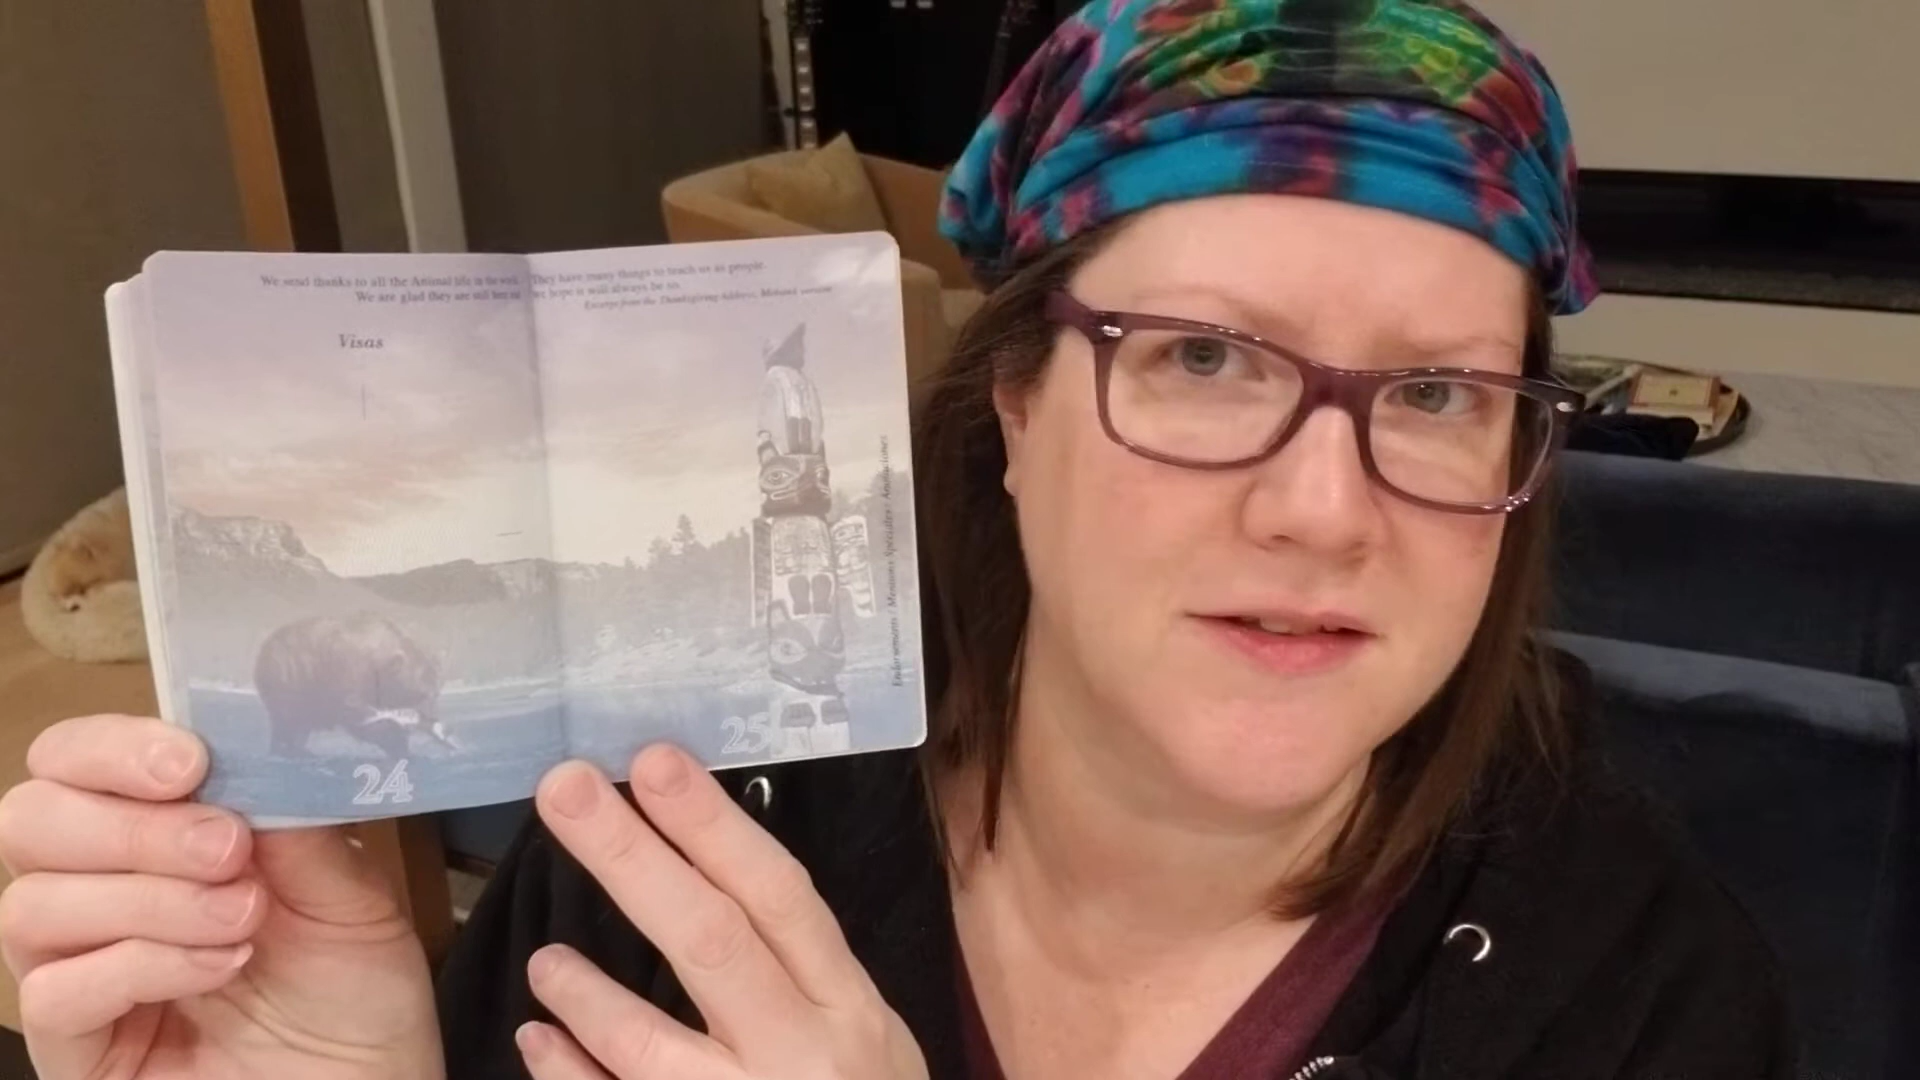 We send thanks to all the Animal life in the world. They have many things to teach us as people.
We are glad they are still here and we hope it will always be so.
Excerpt from the Thanksgiving Address, Mohawk version
Visas
24
25
Endorsements / Mentions Spéciales / Anotaciones